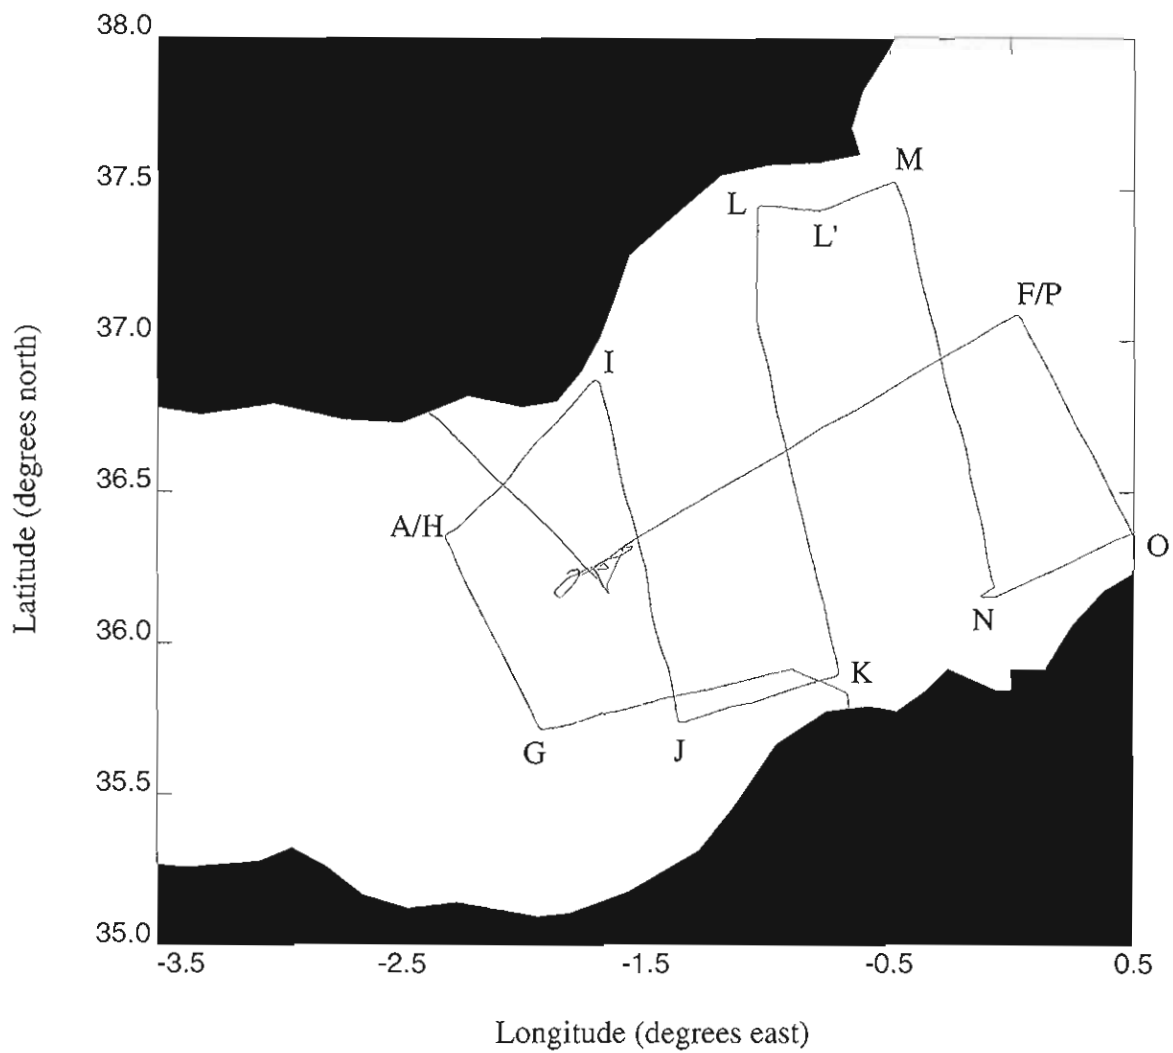 38.0
M
37.5
L
L'
F/P
37.0
I
36.5
A/H
O
N
36.0
K
G
J
35.5
35.0
-3.5 -2.5 -1.5 -0.5 0.5
Longitude (degrees east)
Latitude (degrees north)